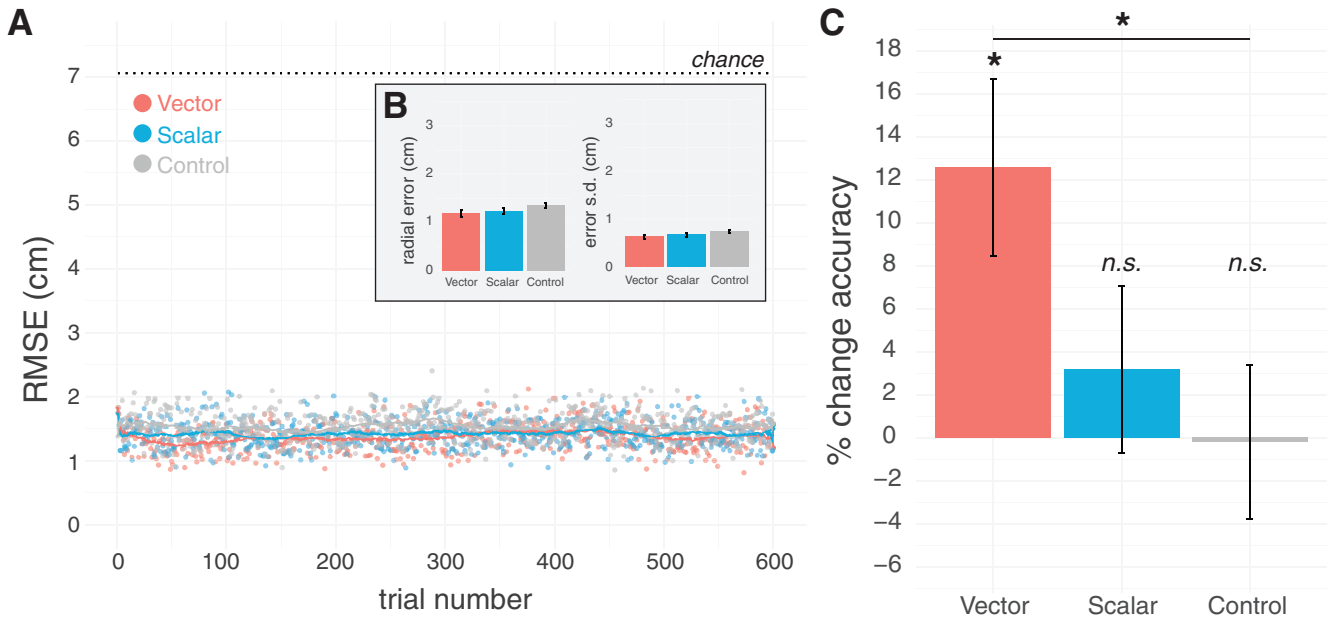 A
RMSE (cm)
7
6
5
4
3
2
1
0
chance
Vector
Scalar
Control
0
100
200
300
400
500
600
trial number
B
radial error (cm)
3
2
1
0
Vector
Scalar
Control
error s.d. (cm)
3
2
1
0
Vector
Scalar
Control
C
% change accuracy
18
16
14
12
10
8
6
4
2
0
−2
−4
−6
*
*
n.s.
n.s.
Vector
Scalar
Control